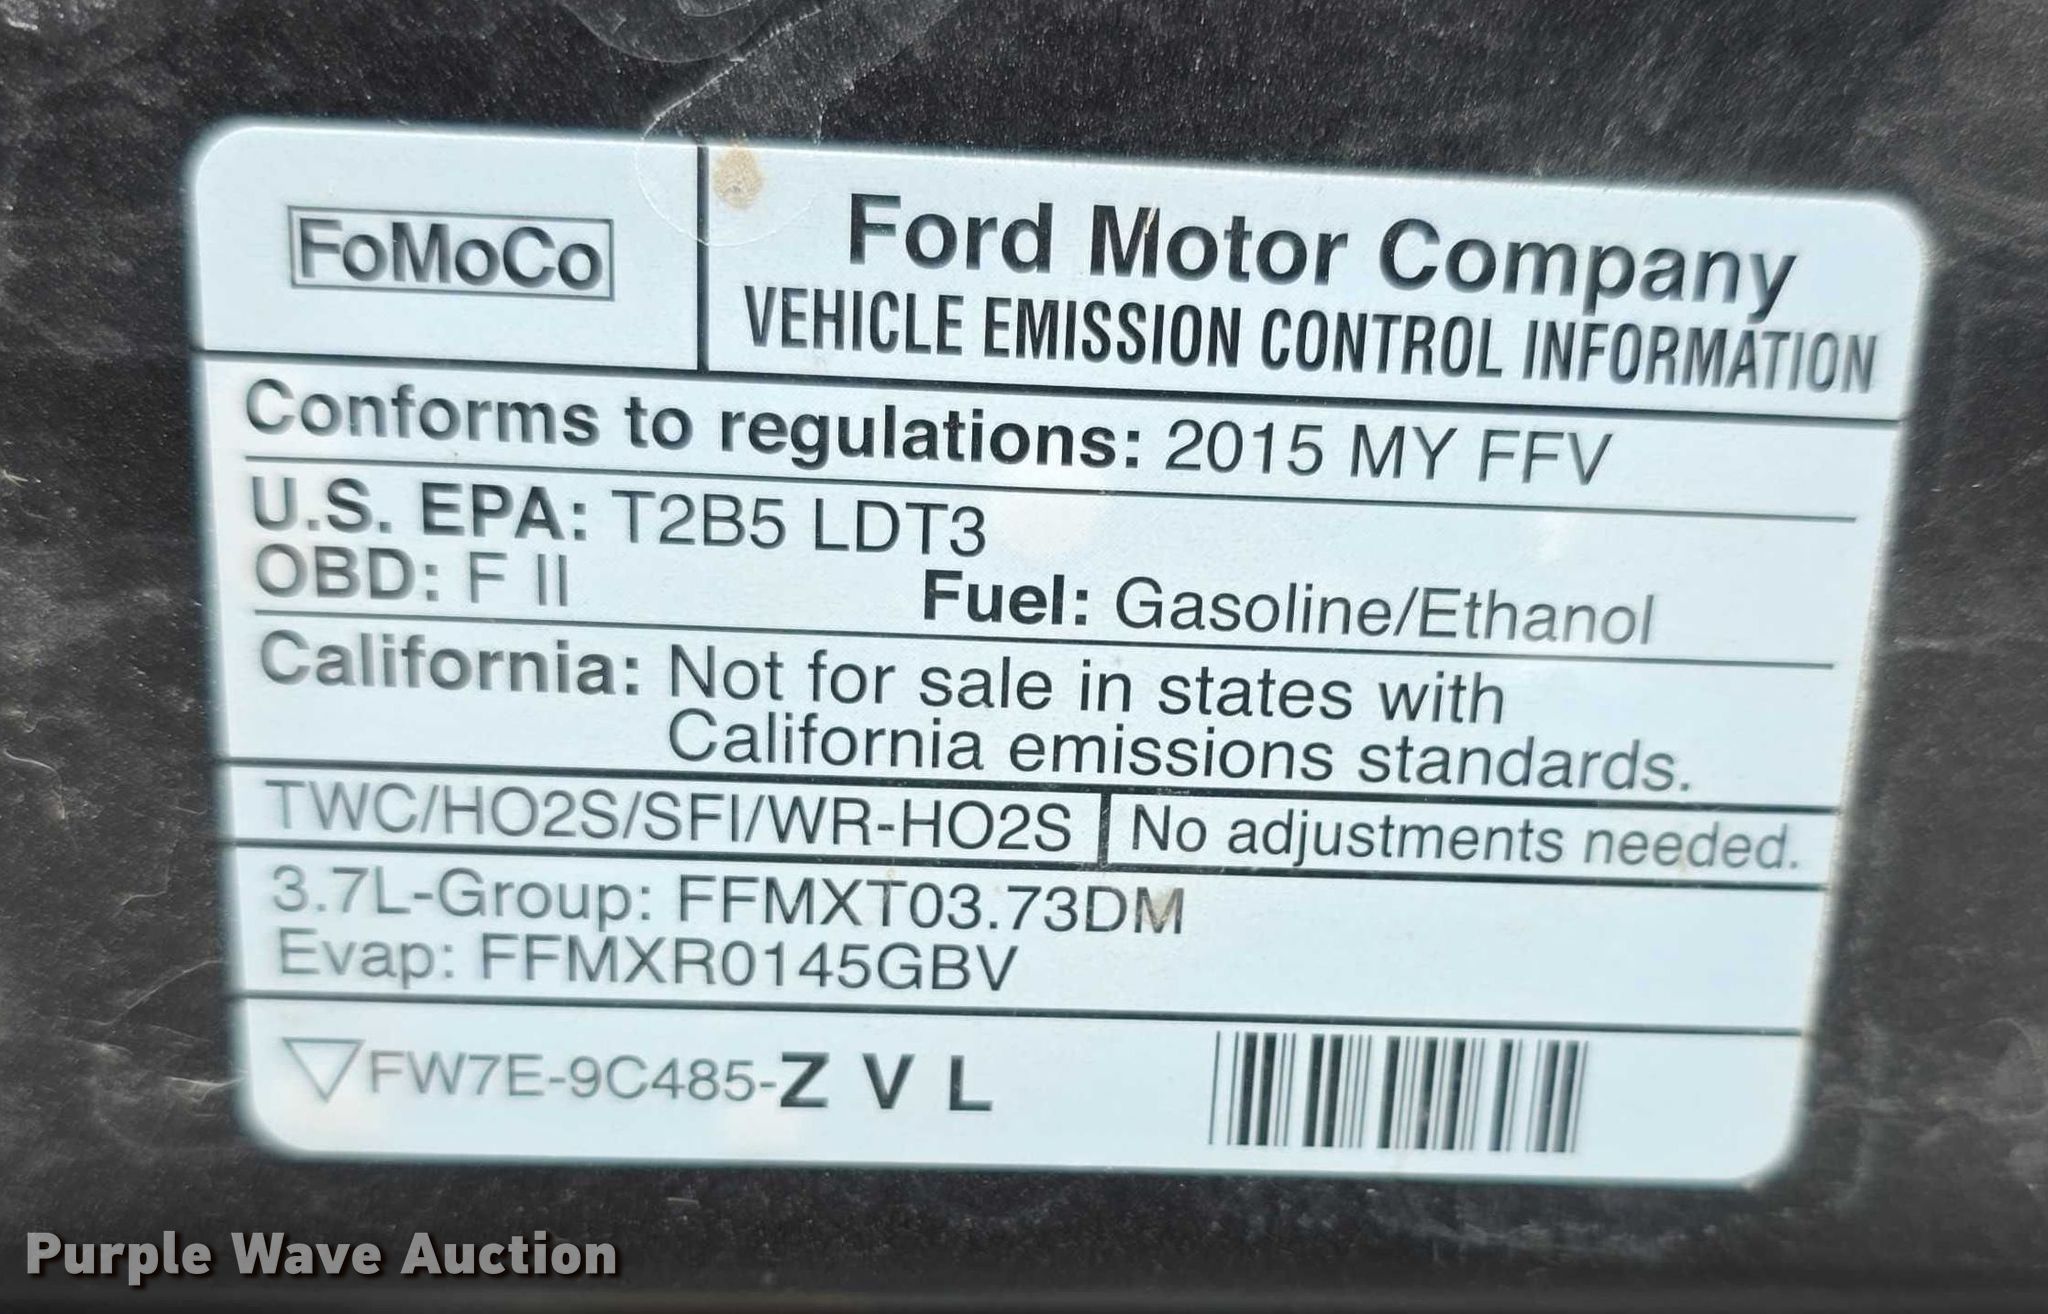 FoMoCo
Ford Motor Company
VEHICLE EMISSION CONTROL INFORMATION
Conforms to regulations: 2015 MY FFV
U.S. EPA: T2B5 LDT3
OBD: F II
Fuel: Gasoline/Ethanol
California: Not for sale in states with
California emissions standards.
TWC/HO2S/SFI/WR-HO2S
No adjustments needed.
3.7L-Group: FFMXT03.73DM
Evap: FFMXR0145GBV
FW7E-9C485-Z V L
Purple Wave Auction